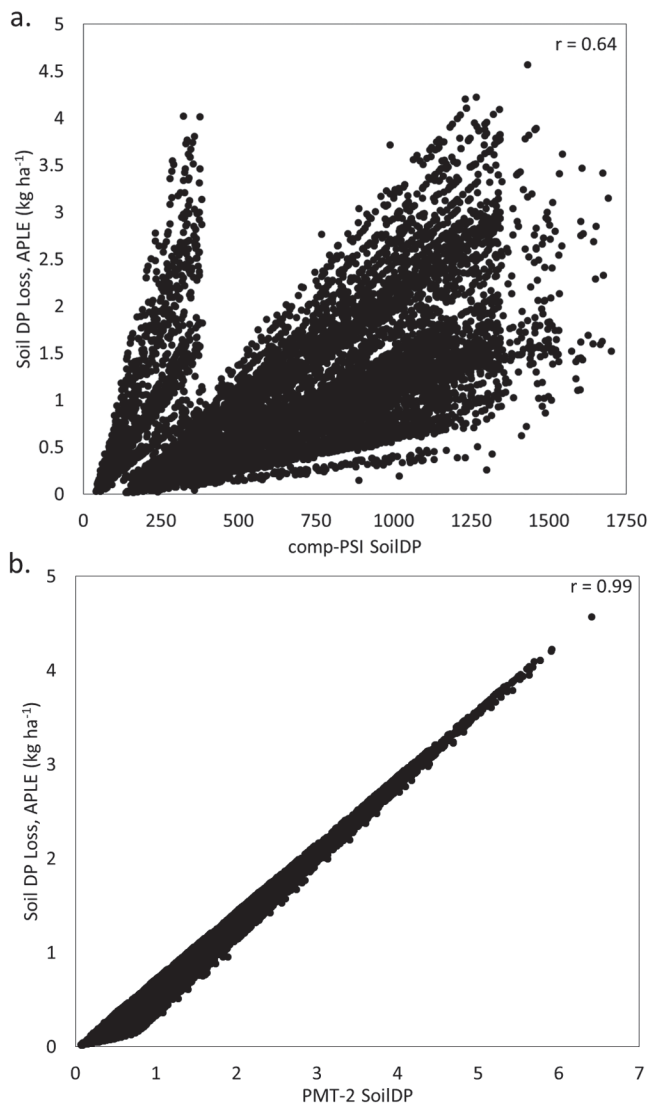 a.
r = 0.64
5
4.5
4
3.5
3
2.5
2
1.5
1
0.5
0
Soil DP Loss, APLE (kg ha⁻¹)
0 250 500 750 1000 1250 1500 1750
comp-PSI SoilDP
b.
r = 0.99
5
4
3
2
1
0
Soil DP Loss, APLE (kg ha⁻¹)
0 1 2 3 4 5 6 7
PMT-2 SoilDP